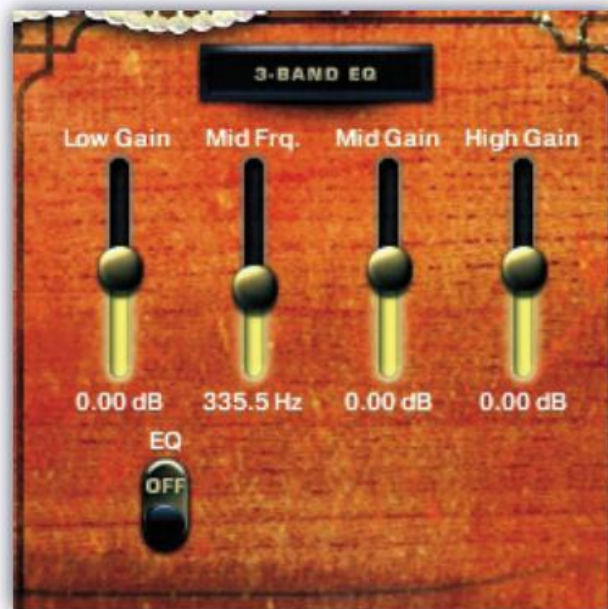 3-BAND EQ
Low Gain Mid Frq. Mid Gain High Gain
0.00 dB 335.5 Hz 0.00 dB 0.00 dB
EQ
OFF